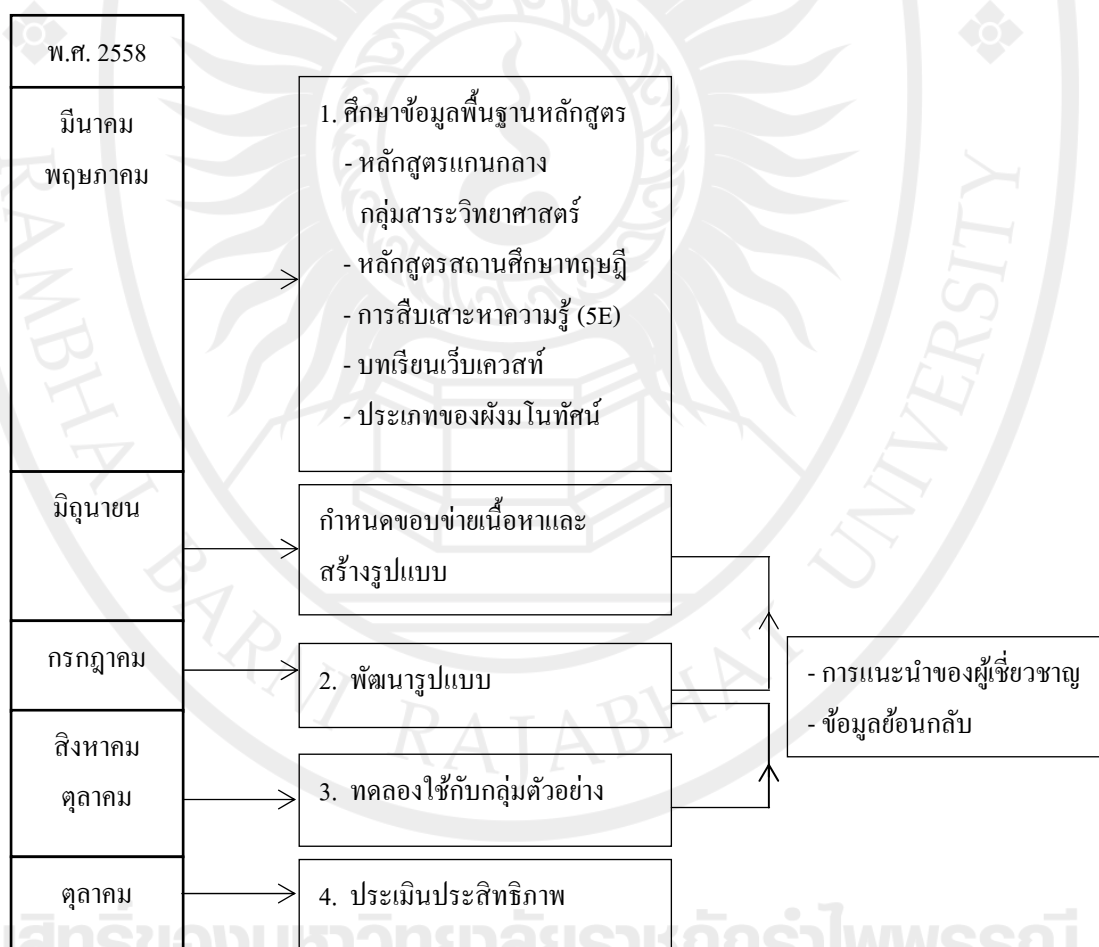 พ.ศ. 2558
มีนาคม
พฤษภาคม
1. ศึกษาข้อมูลพื้นฐานหลักสูตร
- หลักสูตรแกนกลาง
กลุ่มสาระวิทยาศาสตร์
- หลักสูตรสถานศึกษาทฤษฎี
- การสืบเสาะหาความรู้ (5E)
- บทเรียนเว็บเควสท์
- ประเภทของผังมโนทัศน์
มิถุนายน
กำหนดขอบข่ายเนื้อหาและ
สร้างรูปแบบ
กรกฎาคม
2. พัฒนารูปแบบ
- การแนะนำของผู้เชี่ยวชาญ
- ข้อมูลย้อนกลับ
สิงหาคม
ตุลาคม
3. ทดลองใช้กับกลุ่มตัวอย่าง
ตุลาคม
4. ประเมินประสิทธิภาพ
RAMBHAI BARNI RAJABHAT UNIVERSITY